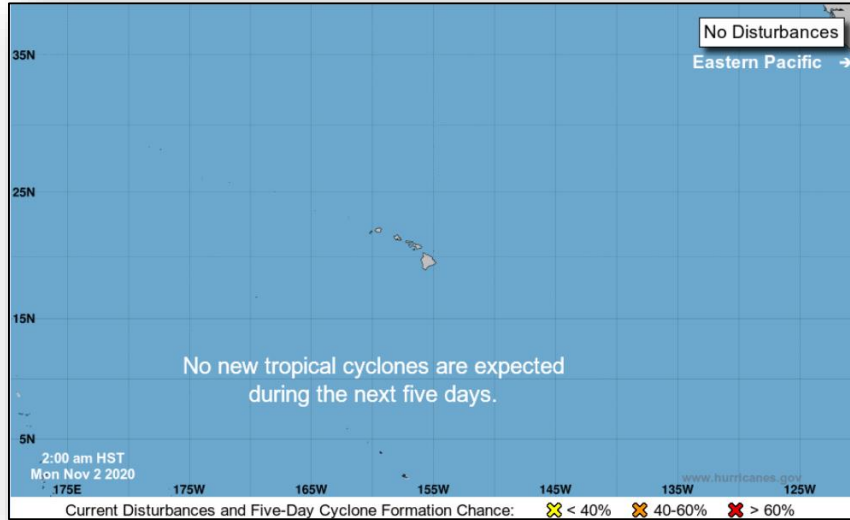 No Disturbances
35N
Eastern Pacific →
25N
15N
No new tropical cyclones are expected
during the next five days.
5N
2:00 am HST
Mon Nov 2 2020
www.hurricanes.gov
175E 175W 165W 155W 145W 135W 125W
Current Disturbances and Five-Day Cyclone Formation Chance: < 40% 40-60% > 60%